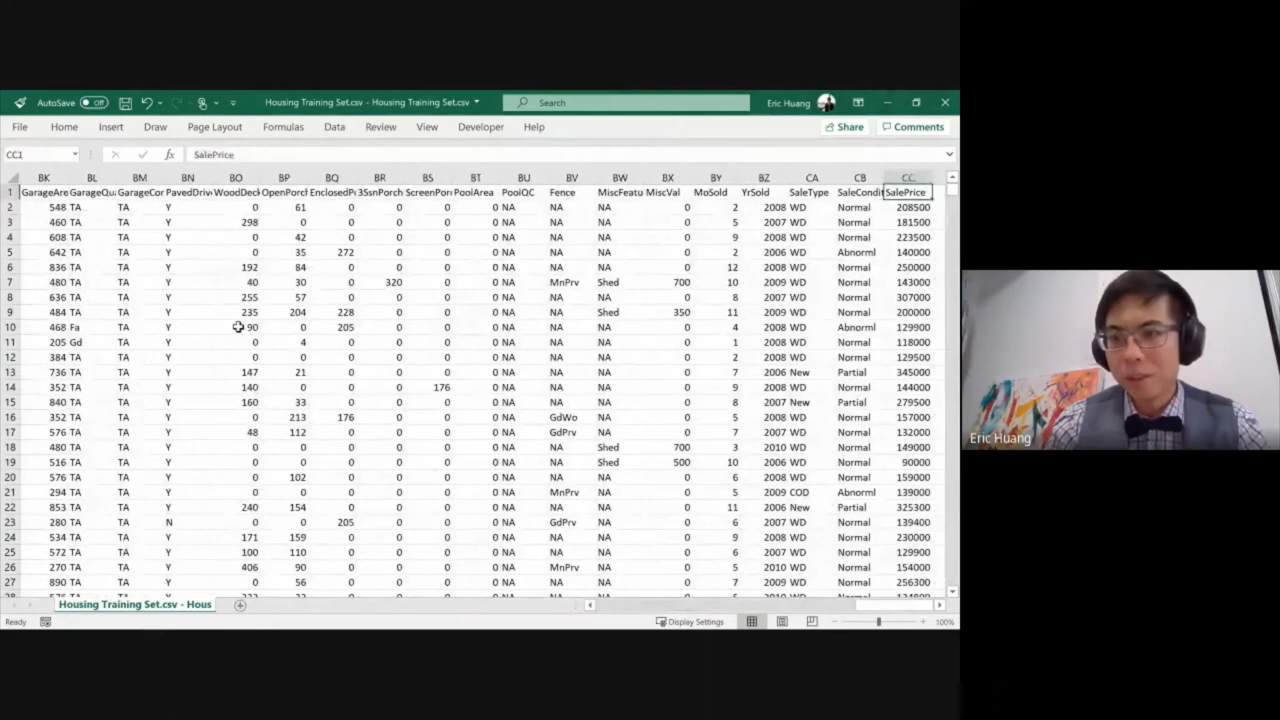 AutoSave Off Housing Training Set.csv - Housing Training Set.csv Search Eric Huang
File Home Insert Draw Page Layout Formulas Data Review View Developer Help Share Comments
CC1 fx SalePrice
BK BL BM BN BO BP BQ BR BS BT BU BV BW BX BY BZ CA CB CC
1 GarageAre GarageQua GarageCor PavedDrive WoodDeck OpenPorch EnclosedPo 3SsnPorch ScreenPorc PoolArea PoolQC Fence MiscFeatu MiscVal MoSold YrSold SaleType SaleCondit SalePrice
2 548 TA TA Y 0 61 0 0 0 0 NA NA NA 0 2 2008 WD Normal 208500
3 460 TA TA Y 298 0 0 0 0 0 NA NA NA 0 5 2007 WD Normal 181500
4 608 TA TA Y 0 42 0 0 0 0 NA NA NA 0 9 2008 WD Normal 223500
5 642 TA TA Y 0 35 272 0 0 0 NA NA NA 0 2 2006 WD Abnorml 140000
6 836 TA TA Y 192 84 0 0 0 0 NA NA NA 0 12 2008 WD Normal 250000
7 480 TA TA Y 40 30 0 320 0 0 NA MnPrv Shed 700 10 2009 WD Normal 143000
8 636 TA TA Y 255 57 0 0 0 0 NA NA NA 0 8 2007 WD Normal 307000
9 484 TA TA Y 235 204 228 0 0 0 NA NA Shed 350 11 2009 WD Normal 200000
10 468 Fa TA Y 90 0 205 0 0 0 NA NA NA 0 4 2008 WD Abnorml 129900
11 205 Gd TA Y 0 4 0 0 0 0 NA NA NA 0 1 2008 WD Normal 118000
12 384 TA TA Y 0 0 0 0 0 0 NA NA NA 0 2 2008 WD Normal 129500
13 736 TA TA Y 147 21 0 0 0 0 NA NA NA 0 7 2006 New Partial 345000
14 352 TA TA Y 140 0 0 0 176 0 NA NA NA 0 9 2008 WD Normal 144000
15 840 TA TA Y 160 33 0 0 0 0 NA NA NA 0 8 2007 New Partial 279500
16 352 TA TA Y 0 213 176 0 0 0 NA GdWo NA 0 5 2008 WD Normal 157000
17 576 TA TA Y 48 112 0 0 0 0 NA GdPrv NA 0 7 2007 WD Normal 132000
18 480 TA TA Y 0 0 0 0 0 0 NA NA Shed 700 3 2010 WD Normal 149000
19 516 TA TA Y 0 0 0 0 0 0 NA NA Shed 500 10 2006 WD Normal 90000
20 576 TA TA Y 0 102 0 0 0 0 NA NA NA 0 6 2008 WD Normal 159000
21 294 TA TA Y 0 0 0 0 0 0 NA MnPrv NA 0 5 2009 COD Abnorml 139000
22 853 TA TA Y 240 154 0 0 0 0 NA NA NA 0 11 2006 New Partial 325300
23 280 TA TA N 0 0 205 0 0 0 NA GdPrv NA 0 6 2007 WD Normal 139400
24 534 TA TA Y 171 159 0 0 0 0 NA NA NA 0 9 2008 WD Normal 230000
25 572 TA TA Y 100 110 0 0 0 0 NA NA NA 0 6 2007 WD Normal 129900
26 270 TA TA Y 406 90 0 0 0 0 NA MnPrv NA 0 5 2010 WD Normal 154000
27 890 TA TA Y 0 56 0 0 0 0 NA NA NA 0 7 2009 WD Normal 256300
Housing Training Set.csv - Hous
Ready Display Settings 100%
Eric Huang